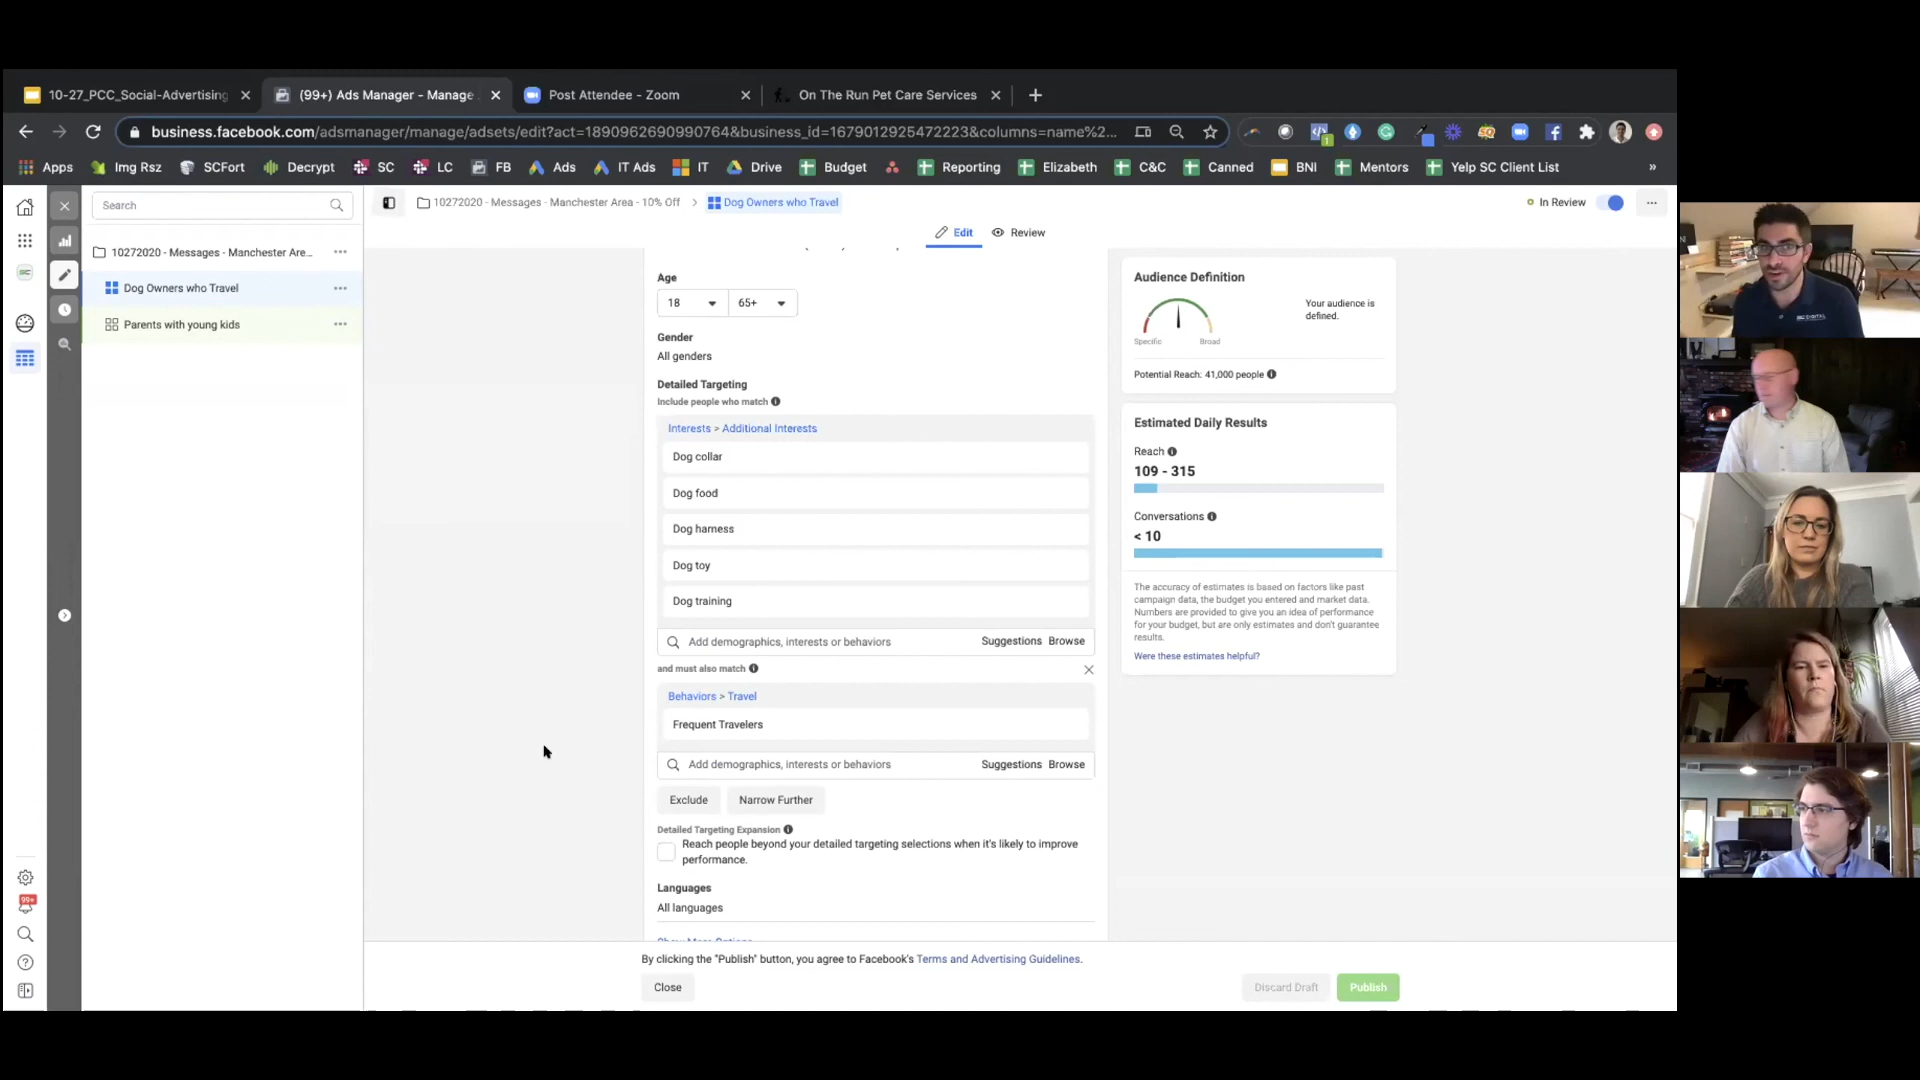 10-27_PCC_Social-Advertising
(99+) Ads Manager - Manage
Post Attendee - Zoom
On The Run Pet Care Services
business.facebook.com/adsmanager/manage/adsets/edit?act=1890962690990764&business_id=1679012925472223&columns=name%2...
Apps
Img Rsz
SCFort
Decrypt
SC
LC
FB
Ads
IT Ads
IT
Drive
Budget
Reporting
Elizabeth
C&C
Canned
BNI
Mentors
Yelp SC Client List
»
Search
10272020 - Messages - Manchester Area - 10% Off
Dog Owners who Travel
In Review
Edit
Review
10272020 - Messages - Manchester Are...
Dog Owners who Travel
Parents with young kids
SC
99+
Age
18
65+
Gender
All genders
Detailed Targeting
Include people who match
Interests > Additional Interests
Dog collar
Dog food
Dog harness
Dog toy
Dog training
Add demographics, interests or behaviors
Suggestions
Browse
and must also match
Behaviors > Travel
Frequent Travelers
Add demographics, interests or behaviors
Suggestions
Browse
Exclude
Narrow Further
Detailed Targeting Expansion
Reach people beyond your detailed targeting selections when it's likely to improve
performance.
Languages
All languages
Show More Options
Audience Definition
Your audience is
defined.
Specific
Broad
Potential Reach: 41,000 people
Estimated Daily Results
Reach
109 - 315
Conversations
< 10
The accuracy of estimates is based on factors like past
campaign data, the budget you entered and market data.
Numbers are provided to give you an idea of performance
for your budget, but are only estimates and don't guarantee
results.
Were these estimates helpful?
By clicking the "Publish" button, you agree to Facebook's Terms and Advertising Guidelines.
Close
Discard Draft
Publish
SC DIGITAL